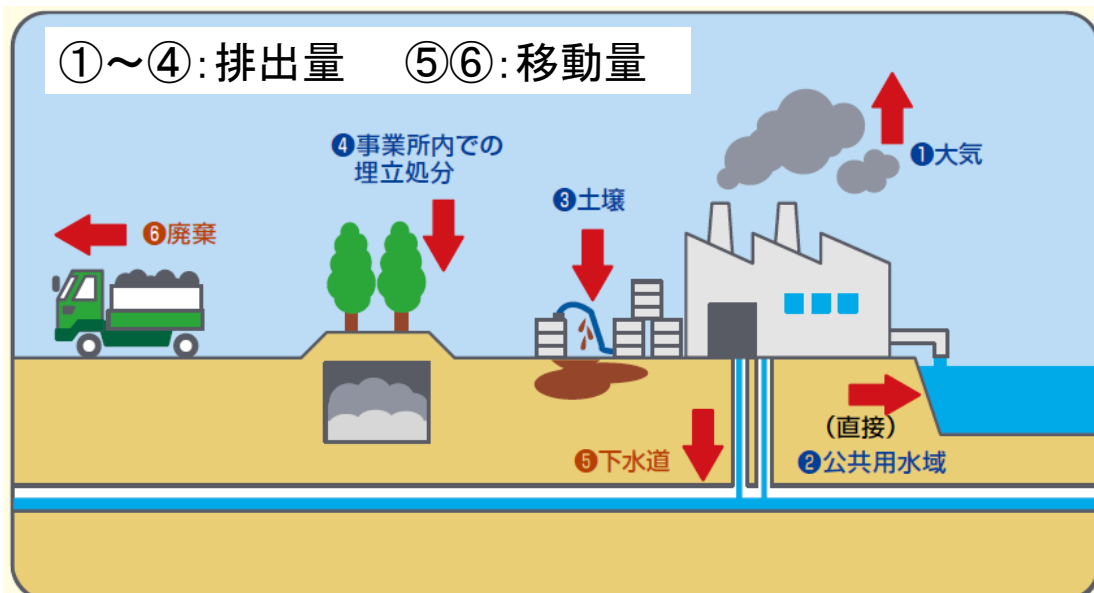 ①～④：排出量　⑤⑥：移動量
❶大気
❹事業所内での
埋立処分
❸土壌
❻廃棄
（直接）
❷公共用水域
❺下水道